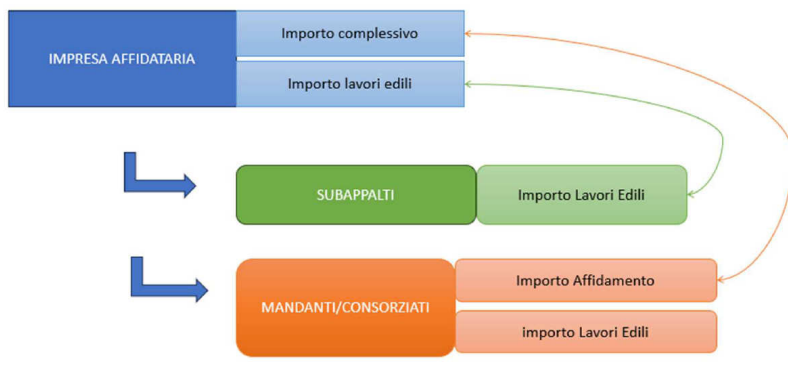 IMPRESA AFFIDATARIA
Importo complessivo
Importo lavori edili
SUBAPPALTI
Importo Lavori Edili
MANDANTI/CONSORZIATI
Importo Affidamento
importo Lavori Edili